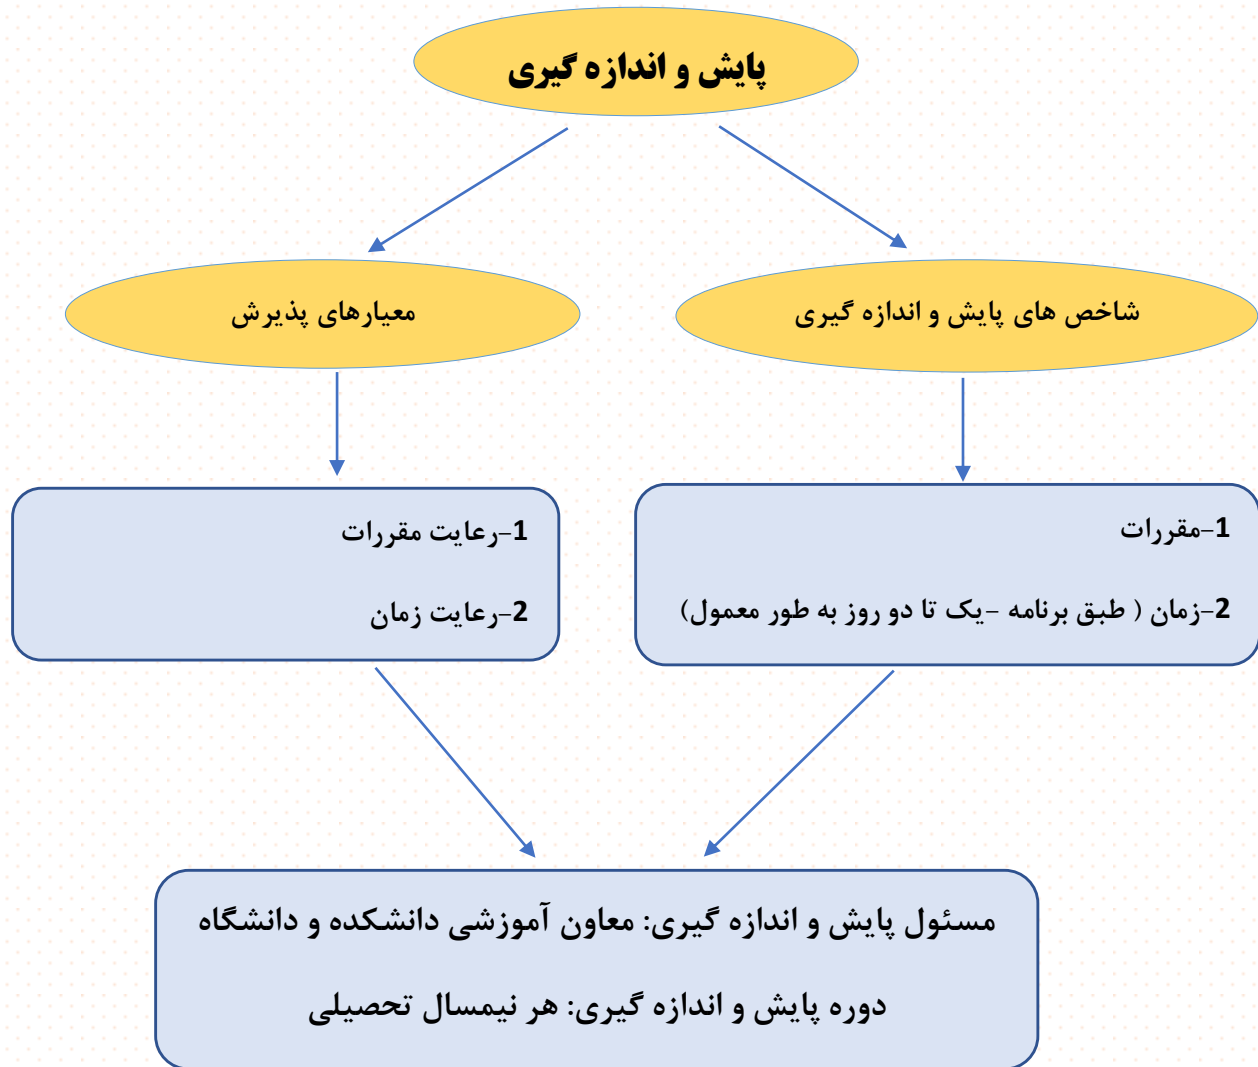 پایش و اندازه گیری
شاخص های پایش و اندازه گیری
معیارهای پذیرش
1-مقررات
2-زمان ( طبق برنامه -یک تا دو روز به طور معمول)
1-رعایت مقررات
2-رعایت زمان
مسئول پایش و اندازه گیری: معاون آموزشی دانشکده و دانشگاه
دوره پایش و اندازه گیری: هر نیمسال تحصیلی